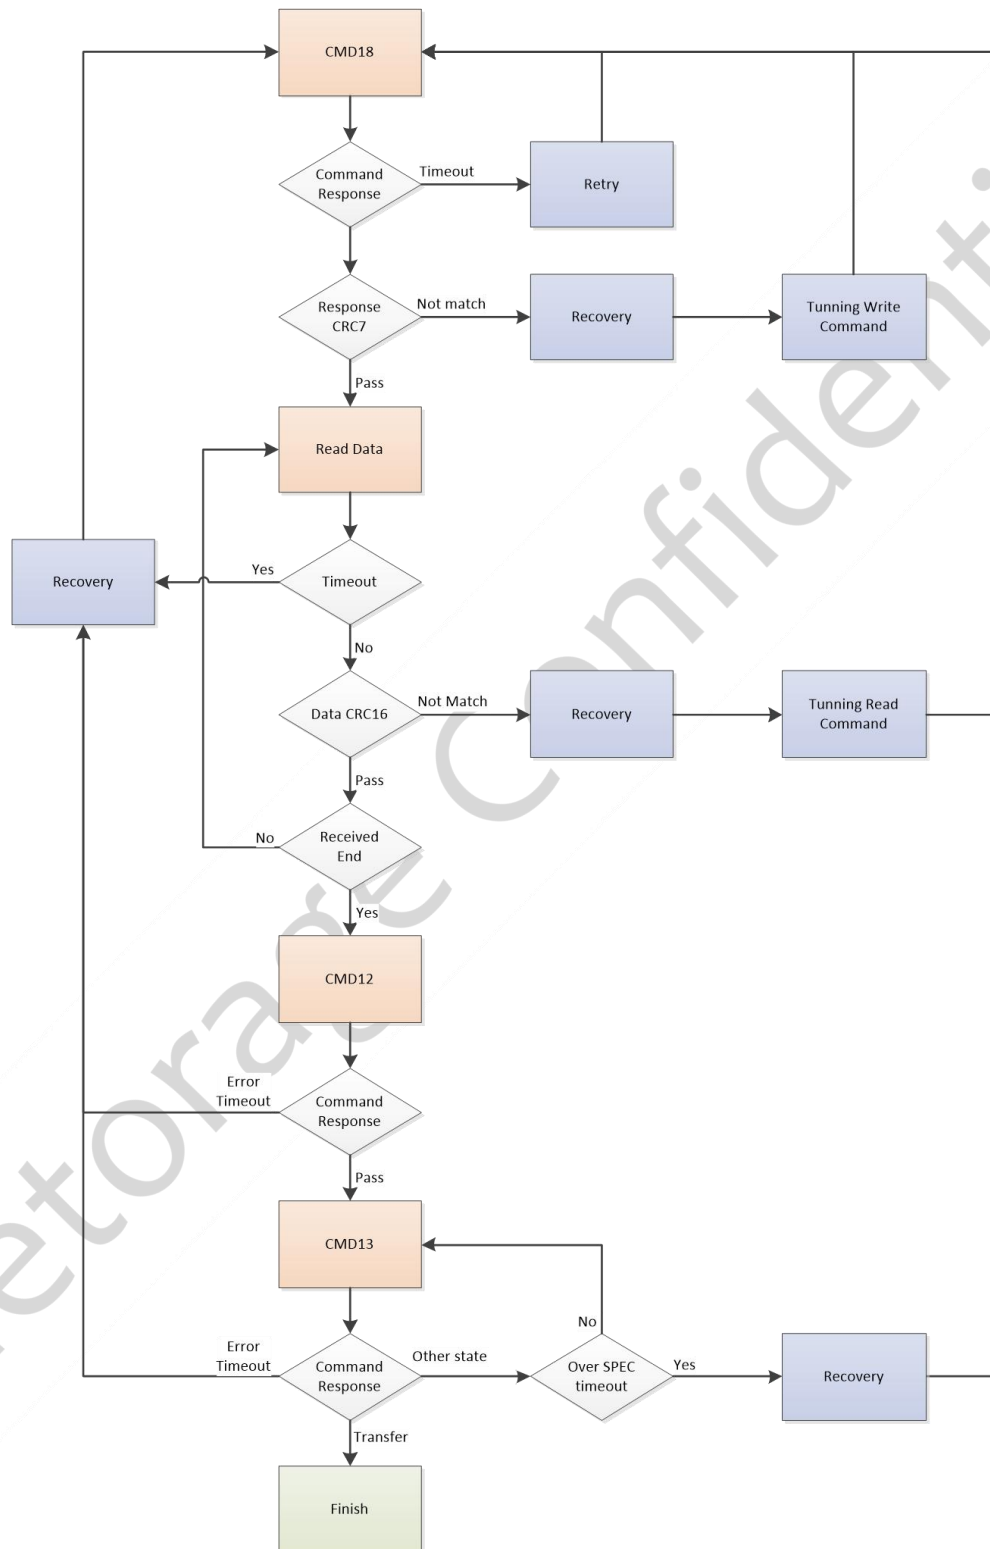 CMD18
Command
Response
Timeout
Retry
Response
CRC7
Not match
Recovery
Tunning Write
Command
Pass
Read Data
Recovery
Yes
Timeout
No
Data CRC16
Not Match
Recovery
Tunning Read
Command
Pass
No
Received
End
Yes
CMD12
Error
Timeout
Command
Response
Pass
CMD13
Error
Timeout
Command
Response
Other state
No
Over SPEC
timeout
Yes
Recovery
Transfer
Finish
etorage Confidenti